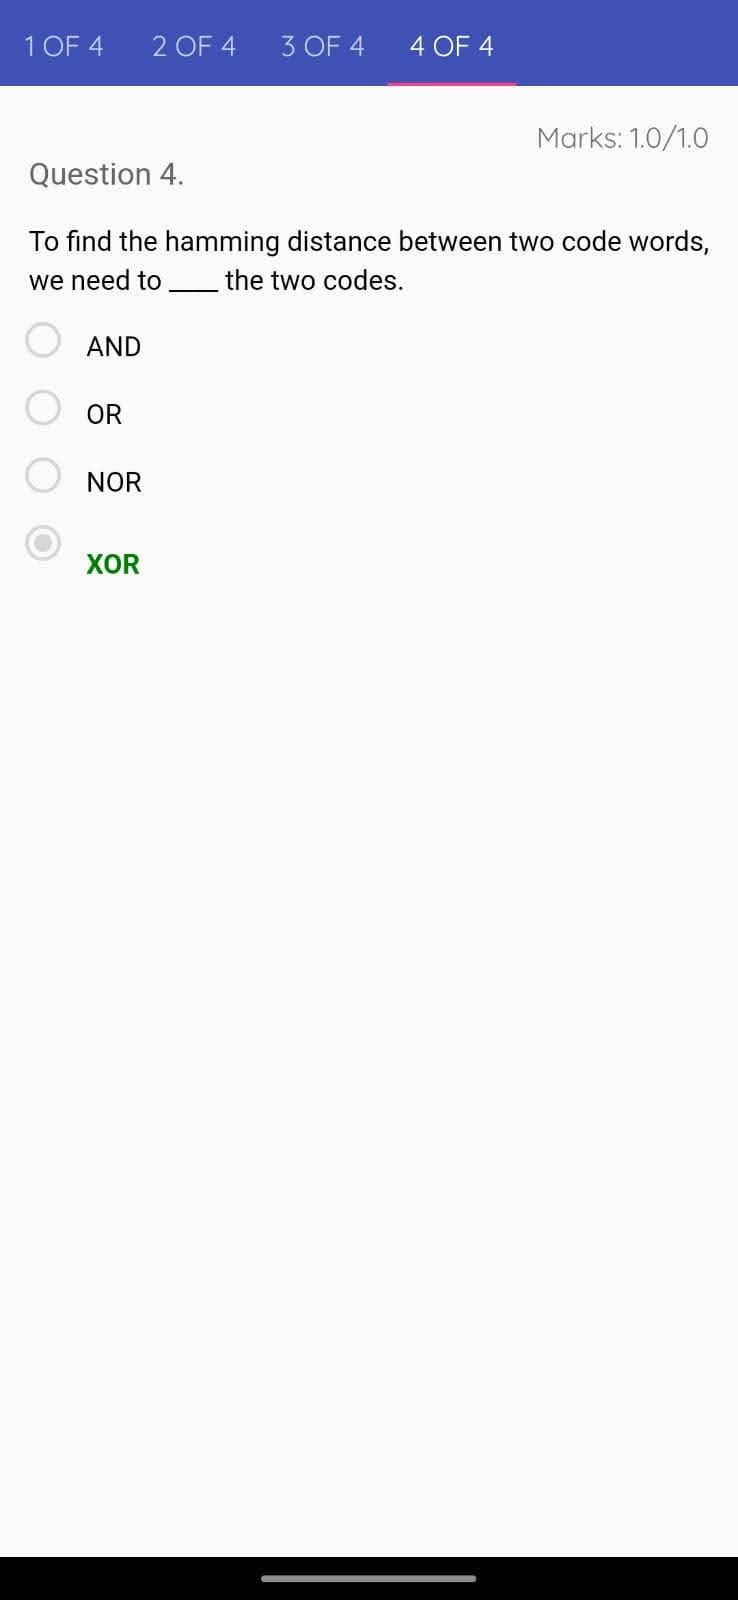 1 OF 4 2 OF 4 3 OF 4 4 OF 4
Marks: 1.0/1.0
Question 4.
To find the hamming distance between two code words,
we need to ____ the two codes.
AND
OR
NOR
XOR